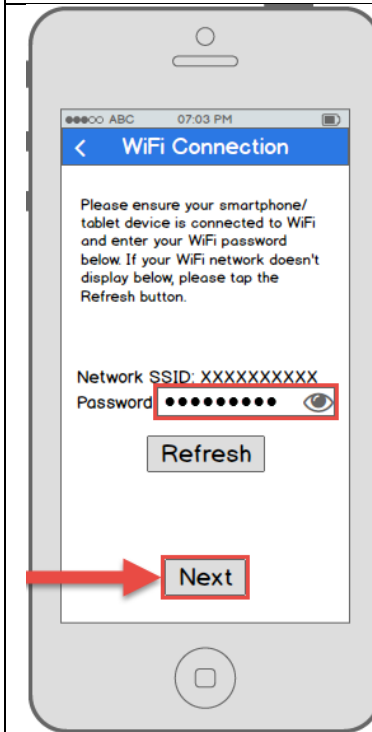 ABC 07:03 PM
< WiFi Connection
Please ensure your smartphone/
tablet device is connected to WiFi
and enter your WiFi password
below. If your WiFi network doesn't
display below, please tap the
Refresh button.
Network SSID: XXXXXXXXXX
Password ●●●●●●●●●
Refresh
Next